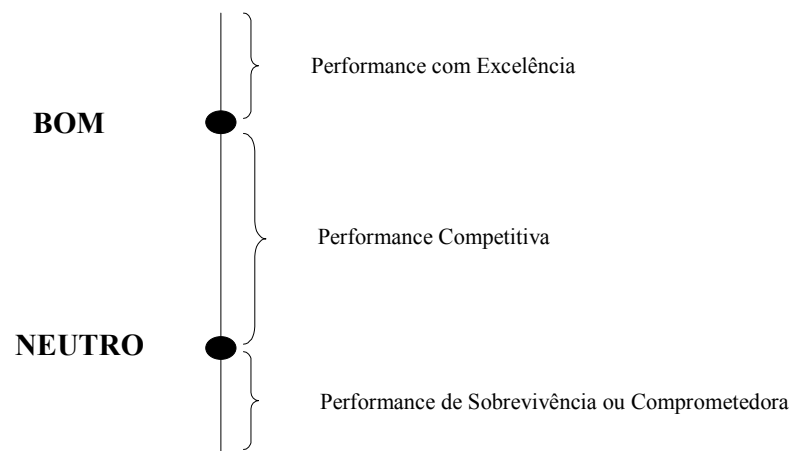 Performance com Excelência
BOM
Performance Competitiva
NEUTRO
Performance de Sobrevivência ou Comprometedora